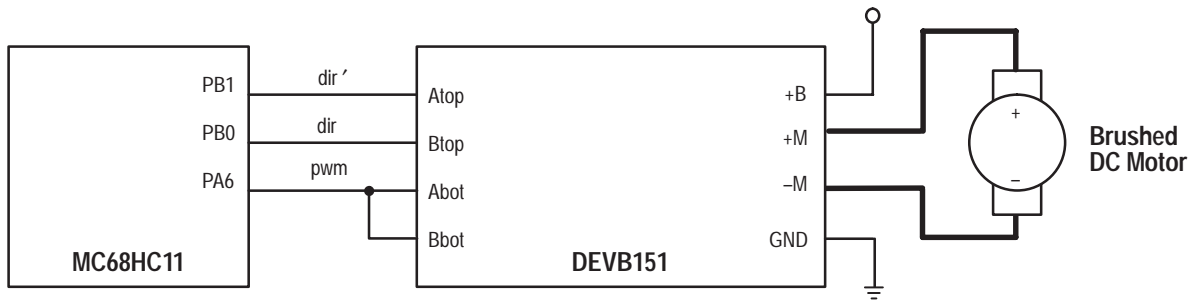 PB1
dir ′
Atop
PB0
dir
Btop
PA6
pwm
Abot
Bbot
MC68HC11
DEVB151
+B
+M
–M
GND
+
–
Brushed
DC Motor